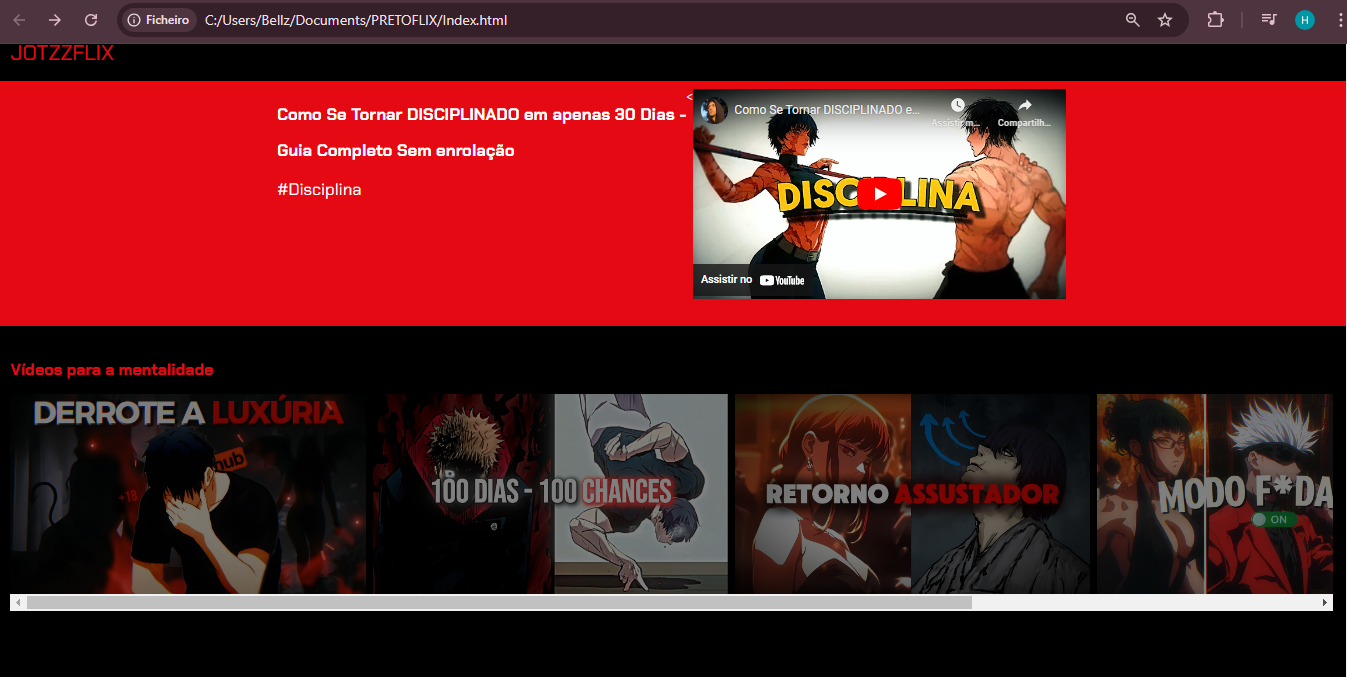 Ficheiro C:/Users/Bellz/Documents/PRETOFLIX/Index.html H
JOTZZFLIX
Como Se Tornar DISCIPLINADO em apenas 30 Dias -
Guia Completo Sem enrolação
#Disciplina
<
Como Se Tornar DISCIPLINADO e...
Assistir m...
Compartilh...
DISCIPLINA
Assistir no YouTube
Vídeos para a mentalidade
DERROTE A LUXÚRIA
hub
-18
100 DIAS - 100 CHANCES
RETORNO ASSUSTADOR
MODO F*DA
ON